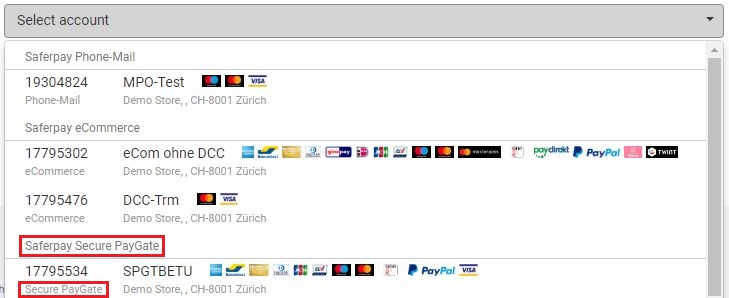 Select account
Saferpay Phone-Mail
19304824 MPO-Test VISA
Phone-Mail Demo Store, , CH-8001 Zürich
Saferpay eCommerce
17795302 eCom ohne DCC giropay masterpass paydirekt PayPal TWINT
eCommerce Demo Store, , CH-8001 Zürich
17795476 DCC-Trm VISA
eCommerce Demo Store, , CH-8001 Zürich
Saferpay Secure PayGate
17795534 SPGTBETU PayPal VISA
Secure PayGate Demo Store, , CH-8001 Zürich